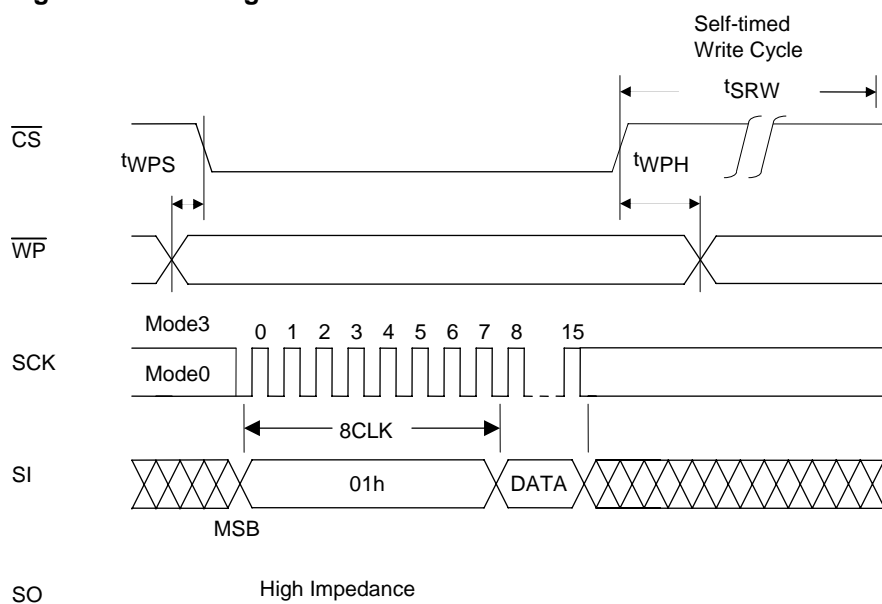 Self-timed
Write Cycle
tSRW
CS
tWPS
tWPH
WP
Mode3
0 1 2 3 4 5 6 7 8 15
SCK
Mode0
8CLK
SI
01h
DATA
MSB
SO
High Impedance